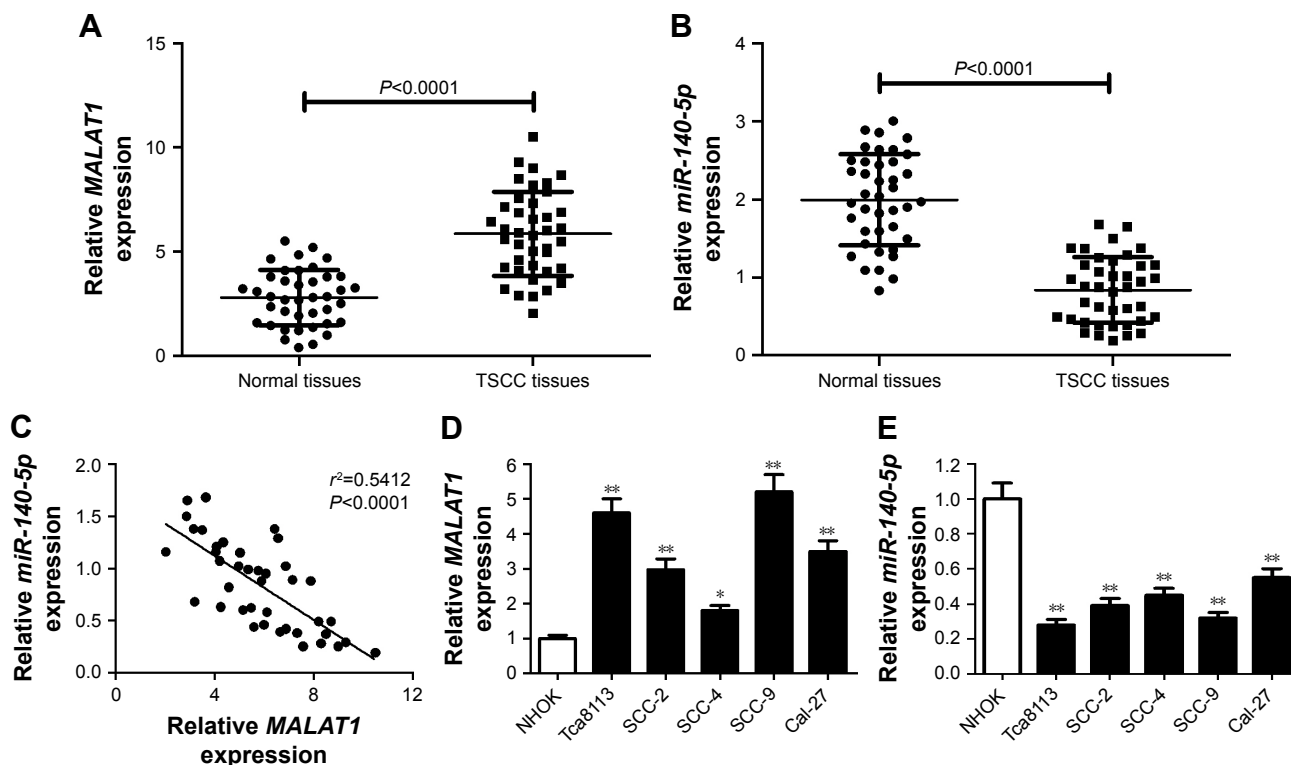 A
Relative MALAT1
expression
15
10
5
0
P<0.0001
Normal tissues
TSCC tissues
B
Relative miR-140-5p
expression
4
3
2
1
0
P<0.0001
Normal tissues
TSCC tissues
C
Relative miR-140-5p
expression
2.0
1.5
1.0
0.5
0.0
r²=0.5412
P<0.0001
0
4
8
12
Relative MALAT1
expression
D
Relative MALAT1
expression
6
5
4
3
2
1
0
**
**
*
**
**
NHOK
Tca8113
SCC-2
SCC-4
SCC-9
Cal-27
E
Relative miR-140-5p
expression
1.2
1.0
0.8
0.6
0.4
0.2
0.0
**
**
**
**
**
NHOK
Tca8113
SCC-2
SCC-4
SCC-9
Cal-27